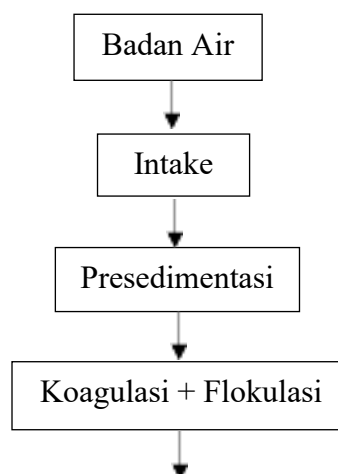 Badan Air
Intake
Presedimentasi
Koagulasi + Flokulasi